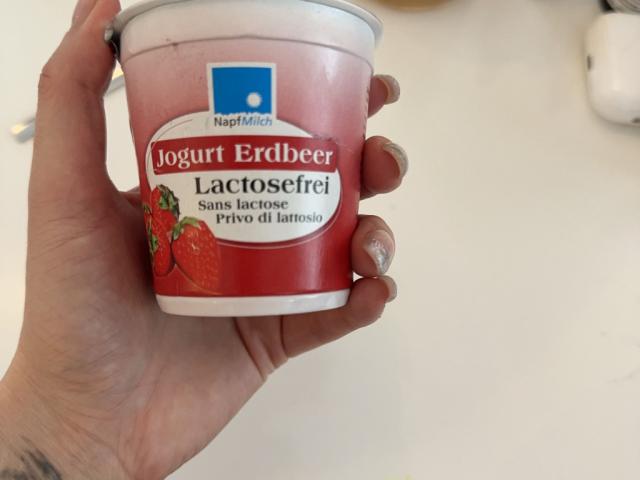 NapfMilch
Jogurt Erdbeer
Lactosefrei
Sans lactose
Privo di lattosio